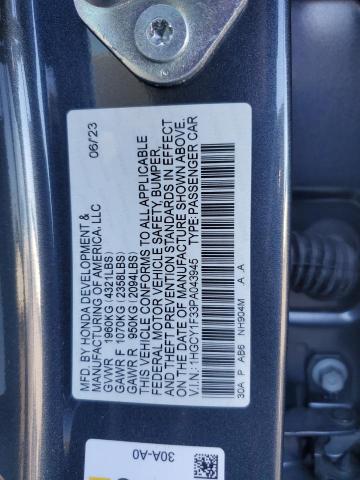 MFD. BY HONDA DEVELOPMENT & 06/23
MANUFACTURING OF AMERICA, LLC
GVWR 1960KG (4321LBS)
GAWR F 1070KG (2358LBS)
GAWR R 950KG (2094LBS)
THIS VEHICLE CONFORMS TO ALL APPLICABLE
FEDERAL MOTOR VEHICLE SAFETY, BUMPER,
AND THEFT PREVENTION STANDARDS IN EFFECT
ON THE DATE OF MANUFACTURE SHOWN ABOVE.
V.I.N.: 1HGCY1F33PA043945 TYPE: PASSENGER CAR
30A P AB6 NH904M A .A
30A-A0